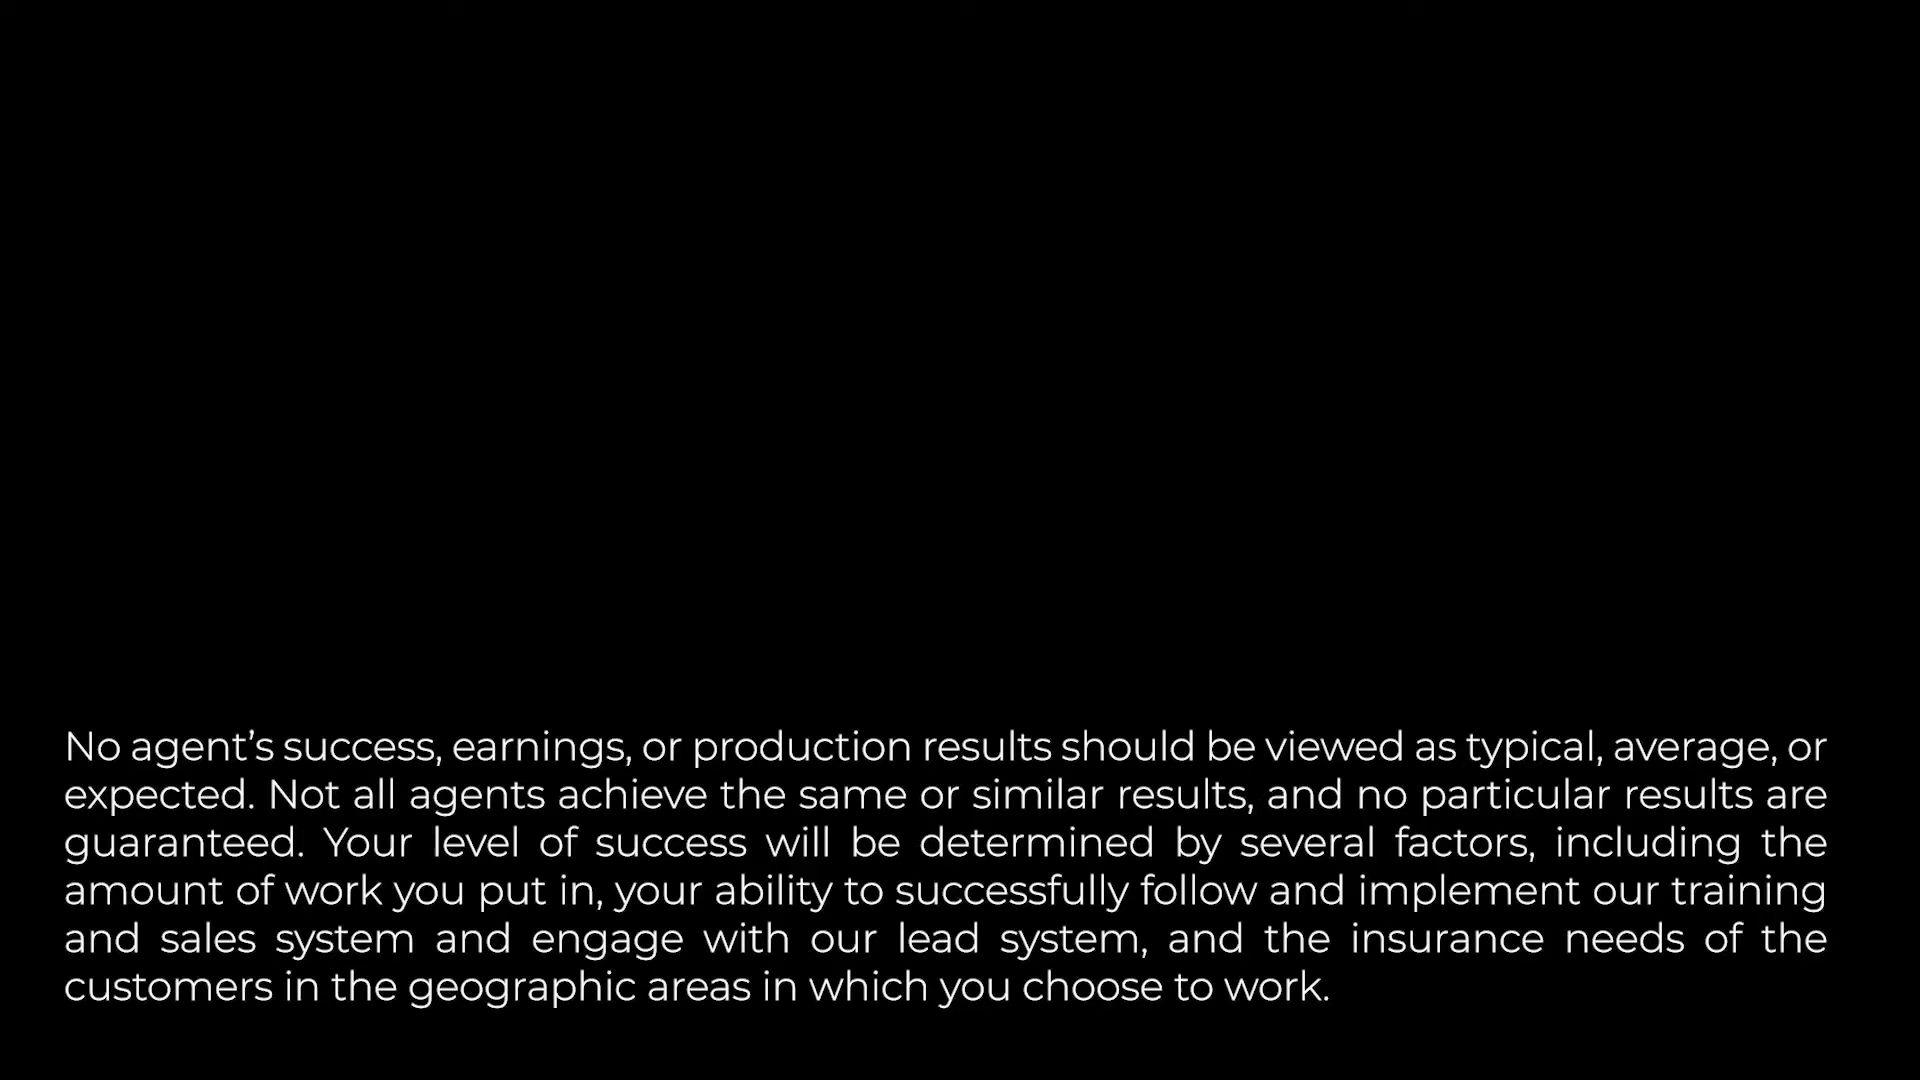 No agent’s success, earnings, or production results should be viewed as typical, average, or
expected. Not all agents achieve the same or similar results, and no particular results are
guaranteed. Your level of success will be determined by several factors, including the
amount of work you put in, your ability to successfully follow and implement our training
and sales system and engage with our lead system, and the insurance needs of the
customers in the geographic areas in which you choose to work.